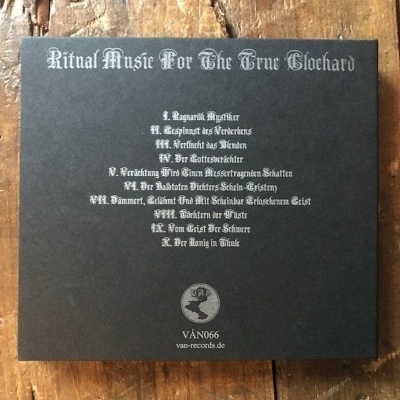 Ritual Music For The True Clochard
I. Ragnarök Mystiker
II. Gespinnst des Verderbens
III. Verflucht das Blenden
IV. Der Gottesverächter
V. Verächtung Wird Einen Messertragenden Schatten
VI. Der Halbtoten Dichters Schein-Existenz
VII. Dämmert, Gelähmt Und Mit Scheinbar Erloschenem Geist
VIII. Töchtern der Wüste
IX. Vom Geist Der Schwere
X. Der König in Thule
VÁN066
van-records.de